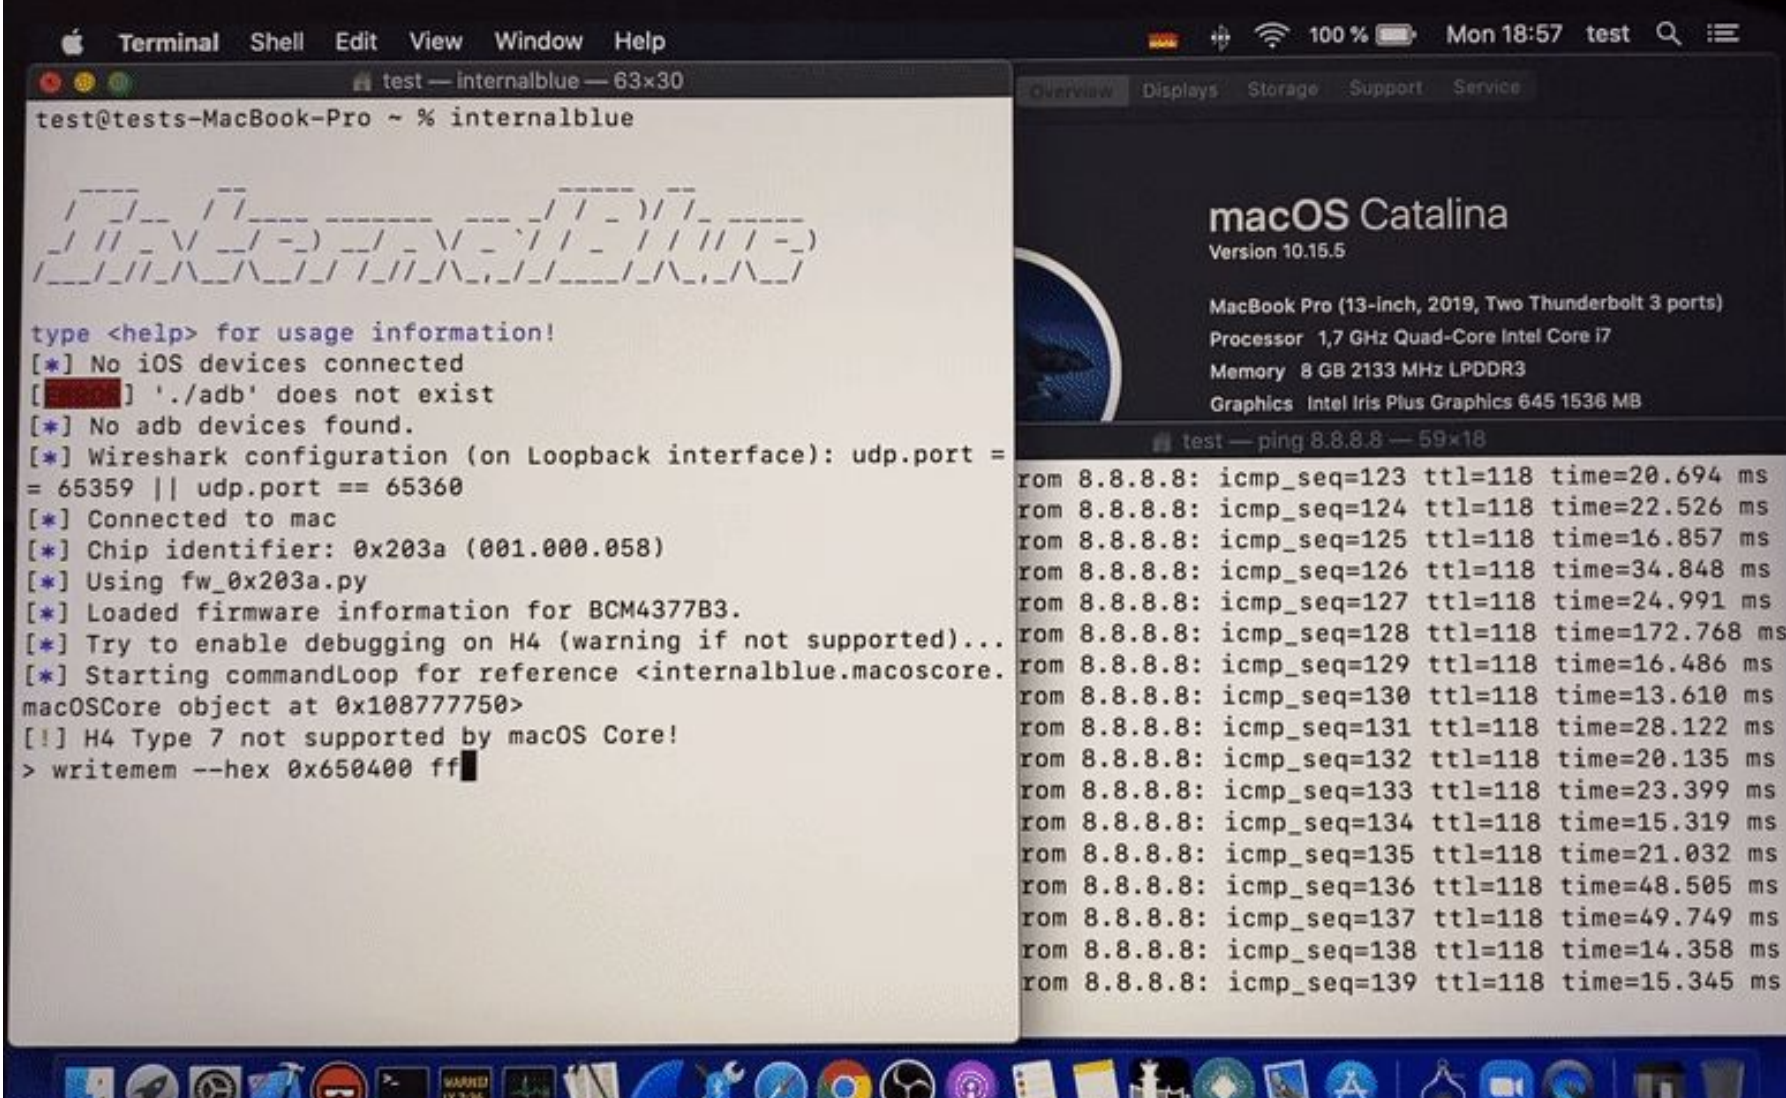 Terminal Shell Edit View Window Help 100 % Mon 18:57 test
test — internalblue — 63×30
test@tests-MacBook-Pro ~ % internalblue
InternalBlue
type <help> for usage information!
[*] No iOS devices connected
[ERROR] './adb' does not exist
[*] No adb devices found.
[*] Wireshark configuration (on Loopback interface): udp.port =
= 65359 || udp.port == 65360
[*] Connected to mac
[*] Chip identifier: 0x203a (001.000.058)
[*] Using fw_0x203a.py
[*] Loaded firmware information for BCM4377B3.
[*] Try to enable debugging on H4 (warning if not supported)...
[*] Starting commandLoop for reference <internalblue.macoscore.
macOSCore object at 0x108777750>
[!] H4 Type 7 not supported by macOS Core!
> writemem --hex 0x650400 ff
Overview Displays Storage Support Service
macOS Catalina
Version 10.15.5
MacBook Pro (13-inch, 2019, Two Thunderbolt 3 ports)
Processor 1,7 GHz Quad-Core Intel Core i7
Memory 8 GB 2133 MHz LPDDR3
Graphics Intel Iris Plus Graphics 645 1536 MB
test — ping 8.8.8.8 — 59×18
rom 8.8.8.8: icmp_seq=123 ttl=118 time=20.694 ms
rom 8.8.8.8: icmp_seq=124 ttl=118 time=22.526 ms
rom 8.8.8.8: icmp_seq=125 ttl=118 time=16.857 ms
rom 8.8.8.8: icmp_seq=126 ttl=118 time=34.848 ms
rom 8.8.8.8: icmp_seq=127 ttl=118 time=24.991 ms
rom 8.8.8.8: icmp_seq=128 ttl=118 time=172.768 ms
rom 8.8.8.8: icmp_seq=129 ttl=118 time=16.486 ms
rom 8.8.8.8: icmp_seq=130 ttl=118 time=13.610 ms
rom 8.8.8.8: icmp_seq=131 ttl=118 time=28.122 ms
rom 8.8.8.8: icmp_seq=132 ttl=118 time=20.135 ms
rom 8.8.8.8: icmp_seq=133 ttl=118 time=23.399 ms
rom 8.8.8.8: icmp_seq=134 ttl=118 time=15.319 ms
rom 8.8.8.8: icmp_seq=135 ttl=118 time=21.032 ms
rom 8.8.8.8: icmp_seq=136 ttl=118 time=48.505 ms
rom 8.8.8.8: icmp_seq=137 ttl=118 time=49.749 ms
rom 8.8.8.8: icmp_seq=138 ttl=118 time=14.358 ms
rom 8.8.8.8: icmp_seq=139 ttl=118 time=15.345 ms